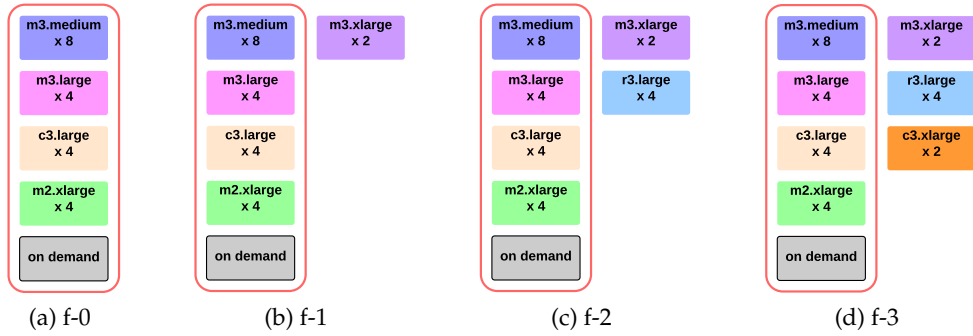 m3.medium
x 8
m3.large
x 4
c3.large
x 4
m2.xlarge
x 4
on demand
(a) f-0
m3.medium
x 8
m3.large
x 4
c3.large
x 4
m2.xlarge
x 4
on demand
m3.xlarge
x 2
(b) f-1
m3.medium
x 8
m3.large
x 4
c3.large
x 4
m2.xlarge
x 4
on demand
m3.xlarge
x 2
r3.large
x 4
(c) f-2
m3.medium
x 8
m3.large
x 4
c3.large
x 4
m2.xlarge
x 4
on demand
m3.xlarge
x 2
r3.large
x 4
c3.xlarge
x 2
(d) f-3